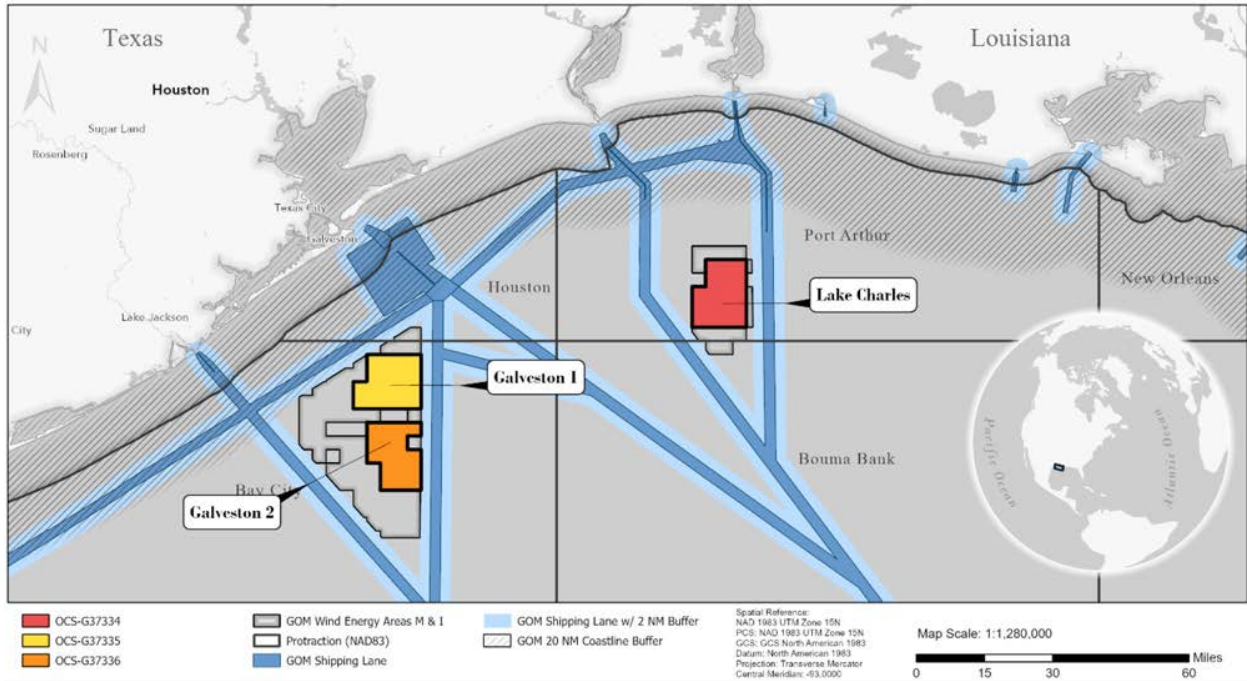 Texas
Louisiana
N
Houston
Sugar Land
Rosenberg
Texas City
Galveston
Port Arthur
New Orleans
Houston
Lake Charles
Lake Jackson
City
Galveston 1
Bouma Bank
Bay City
Galveston 2
Pacific Ocean
Atlantic Ocean
OCS-G37334
OCS-G37335
OCS-G37336
GOM Wind Energy Areas M & I
Protraction (NAD83)
GOM Shipping Lane
GOM Shipping Lane w/ 2 NM Buffer
GOM 20 NM Coastline Buffer
Spatial Reference:
NAD 1983 UTM Zone 15N
PCS: NAD 1983 UTM Zone 15N
GCS: GCS North American 1983
Datum: North American 1983
Projection: Transverse Mercator
Central Meridian: -93.0000
Map Scale: 1:1,280,000
Miles
0 15 30 60